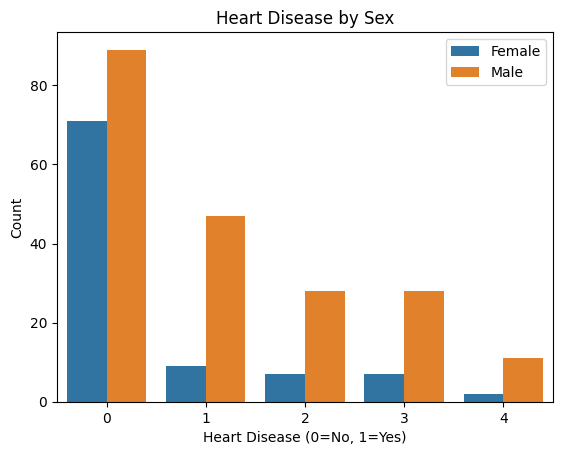 Heart Disease by Sex
Female
Male
Count
80
60
40
20
0
0 1 2 3 4
Heart Disease (0=No, 1=Yes)